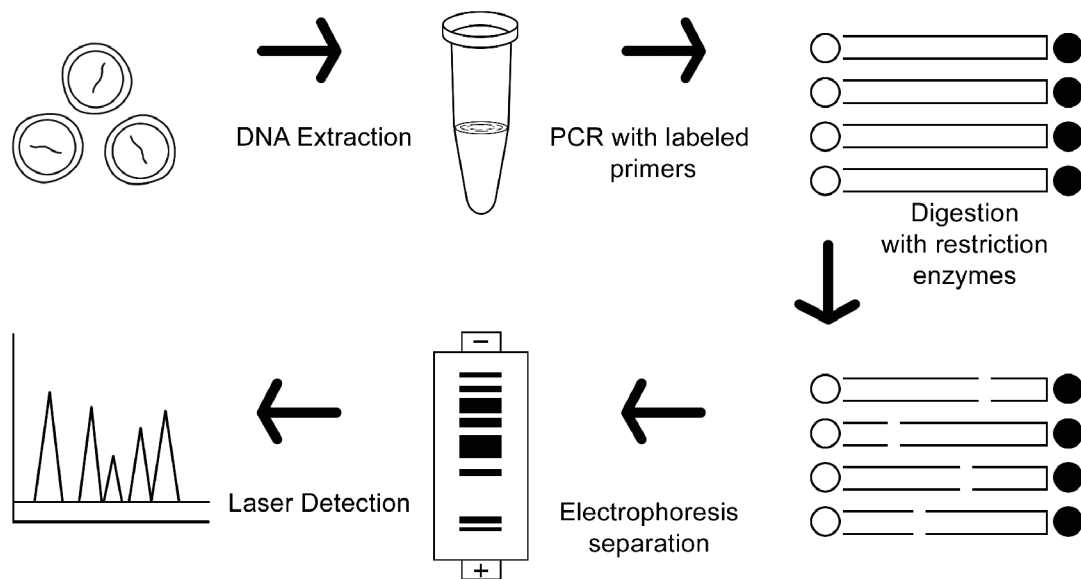 DNA Extraction
PCR with labeled
primers
Digestion
with restriction
enzymes
−
Laser Detection
Electrophoresis
separation
+